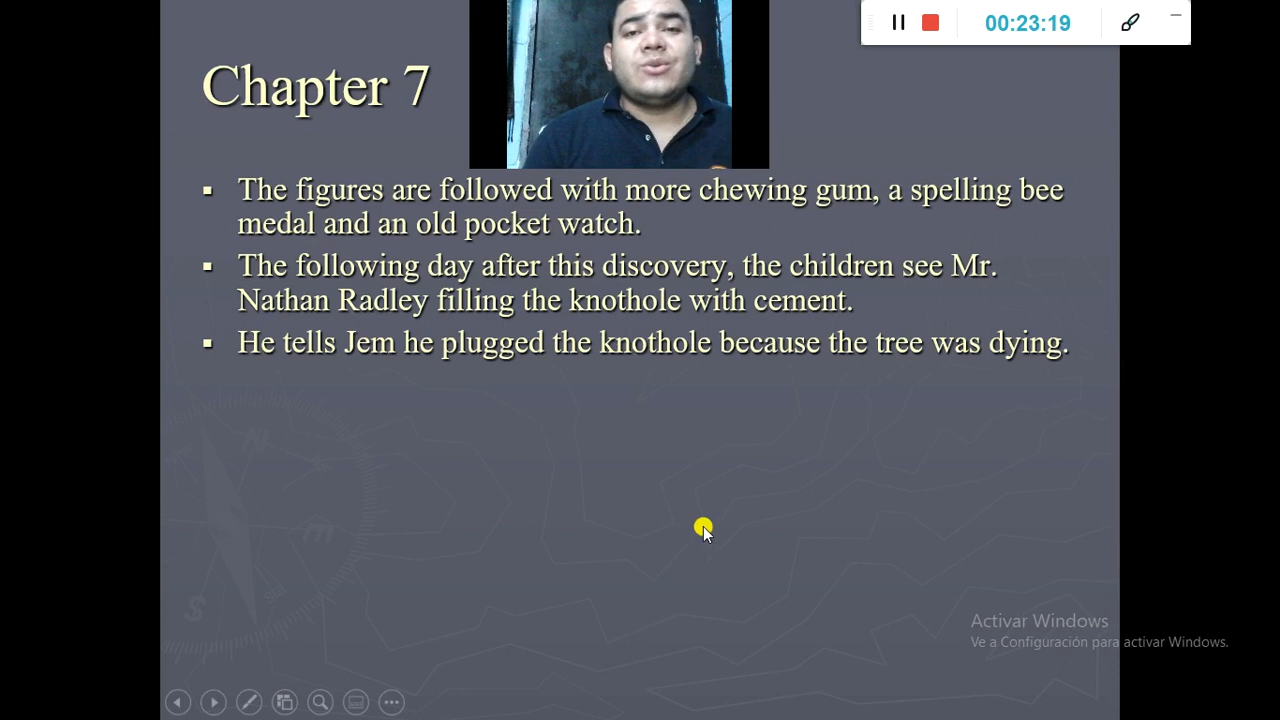 00:23:19
Chapter 7
▪ The figures are followed with more chewing gum, a spelling bee
medal and an old pocket watch.
▪ The following day after this discovery, the children see Mr.
Nathan Radley filling the knothole with cement.
▪ He tells Jem he plugged the knothole because the tree was dying.
N
E
S
Activar Windows
Ve a Configuración para activar Windows.